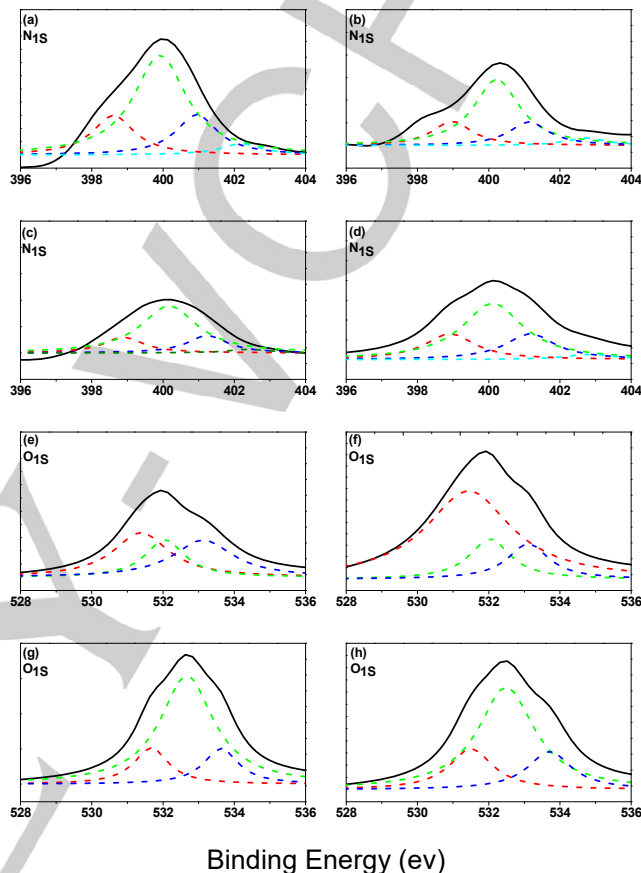 (a) (b)
N1S N1S
396 398 400 402 404 396 398 400 402 404
(c) (d)
N1S N1S
396 398 400 402 404 396 398 400 402 404
(e) (f)
O1S O1S
528 530 532 534 536 528 530 532 534 536
(g) (h)
O1S O1S
528 530 532 534 536 528 530 532 534 536
Binding Energy (ev)